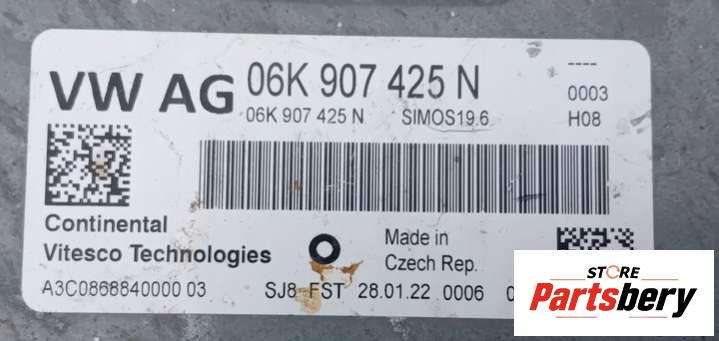 VW AG 06K 907 425 N ----
06K 907 425 N SIMOS19.6 0003
H08
Continental
Vitesco Technologies
Made in
Czech Rep.
A3C0868840000 03 SJ8 FST 28.01.22 0006
STORE
Partsbery